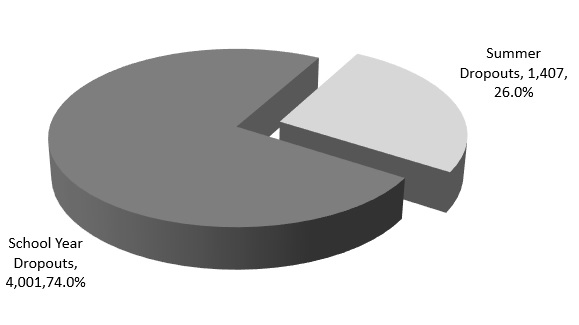 Summer
Dropouts, 1,407,
26.0%
School Year
Dropouts,
4,001,74.0%